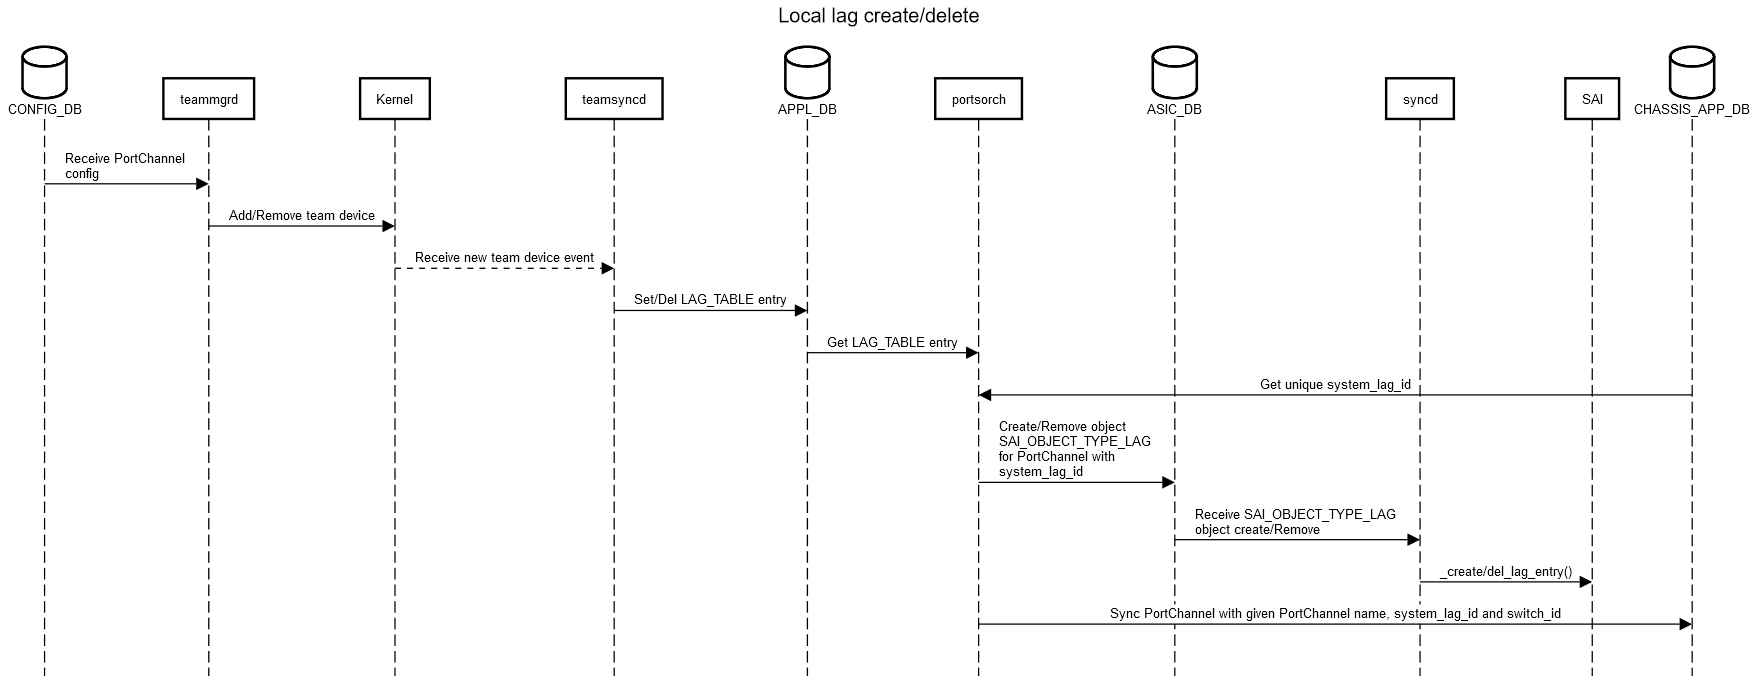 Local lag create/delete
CONFIG_DB
teammgrd
Kernel
teamsyncd
APPL_DB
portsorch
ASIC_DB
syncd
SAI
CHASSIS_APP_DB
Receive PortChannel
config
Add/Remove team device
Receive new team device event
Set/Del LAG_TABLE entry
Get LAG_TABLE entry
Get unique system_lag_id
Create/Remove object
SAI_OBJECT_TYPE_LAG
for PortChannel with
system_lag_id
Receive SAI_OBJECT_TYPE_LAG
object create/Remove
_create/del_lag_entry()
Sync PortChannel with given PortChannel name, system_lag_id and switch_id